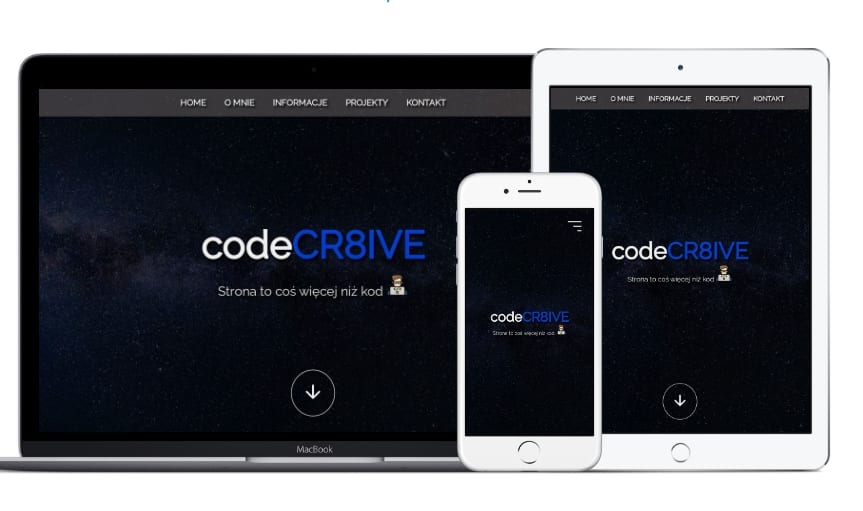 HOME O MNIE INFORMACJE PROJEKTY KONTAKT
codeCR8IVE
Strona to coś więcej niż kod
MacBook
codeCR8IVE
Strona to coś więcej niż kod
HOME O MNIE INFORMACJE PROJEKTY KONTAKT
codeCR8IVE
Strona to coś więcej niż kod